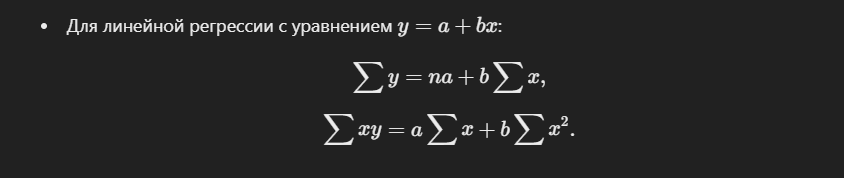 • Для линейной регрессии с уравнением y = a + bx:
∑ y = na + b ∑ x,
∑ xy = a ∑ x + b ∑ x².